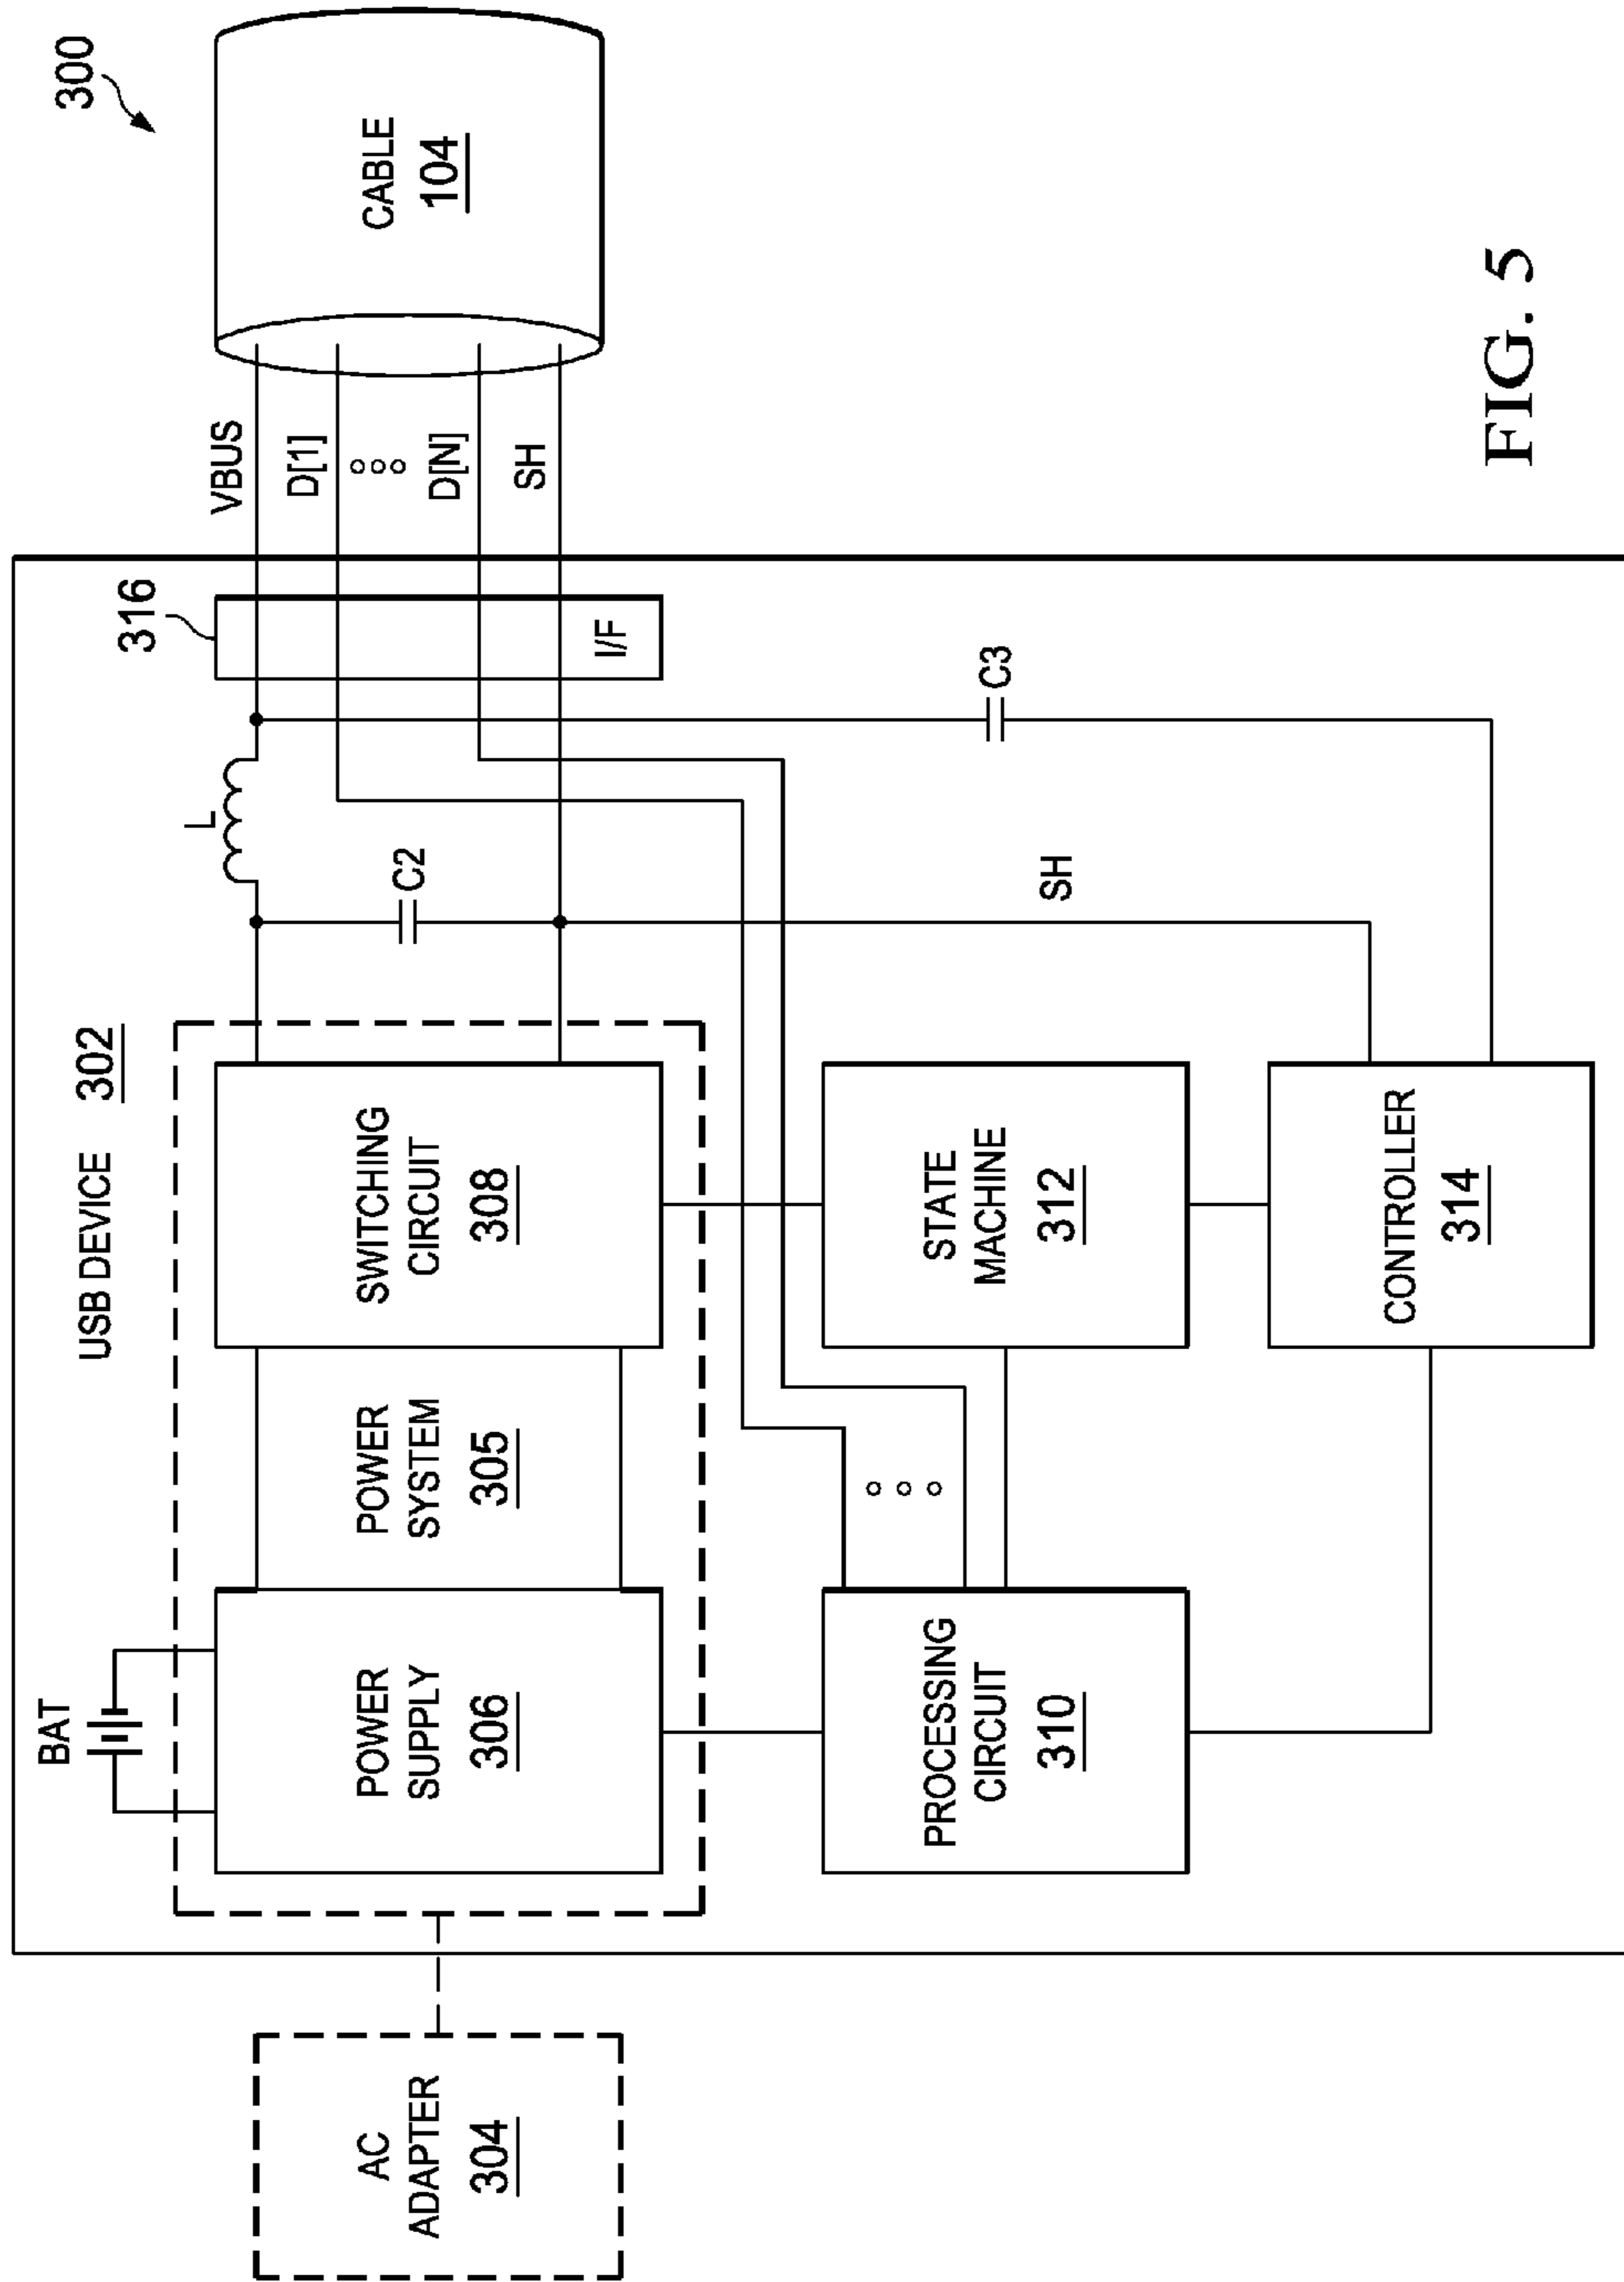 300
USB DEVICE 302
BAT
316
CABLE
104
VBUS
D[1]
D[N]
SH
I/F
L
C2
C3
SH
AC
ADAPTER
304
POWER
SUPPLY
306
POWER
SYSTEM
305
SWITCHING
CIRCUIT
308
PROCESSING
CIRCUIT
310
STATE
MACHINE
312
CONTROLLER
314
FIG. 5